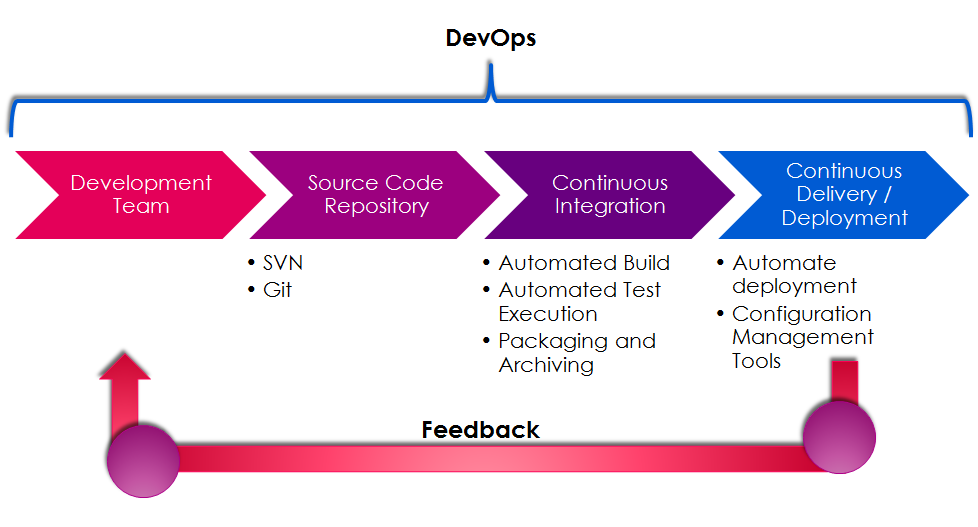 DevOps
Development
Team
Source Code
Repository
Continuous
Integration
Continuous
Delivery /
Deployment
• SVN
• Git
• Automated Build
• Automated Test
Execution
• Packaging and
Archiving
• Automate
deployment
• Configuration
Management
Tools
Feedback